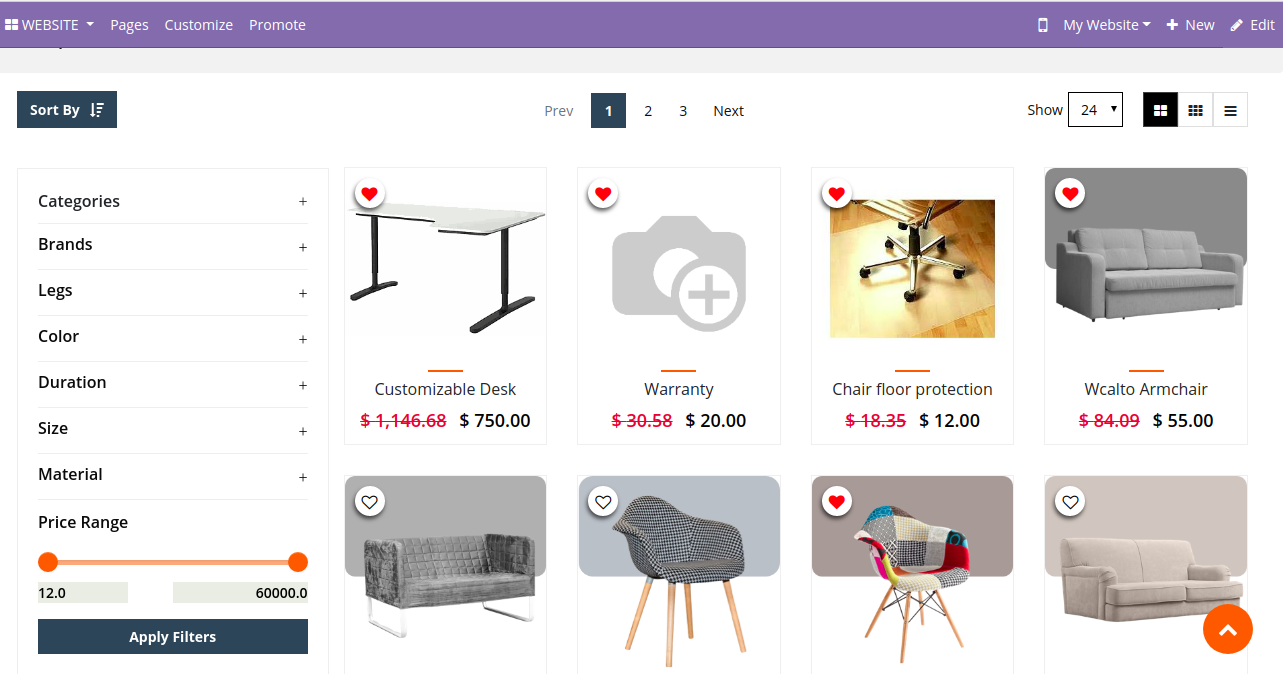 WEBSITE Pages Customize Promote My Website New Edit
Sort By Prev 1 2 3 Next Show 24
Categories +
Brands +
Legs +
Color +
Duration +
Size +
Material +
Price Range
12.0 60000.0
Apply Filters
Customizable Desk
$ 1,146.68 $ 750.00
Warranty
$ 30.58 $ 20.00
Chair floor protection
$ 18.35 $ 12.00
Wcalto Armchair
$ 84.09 $ 55.00